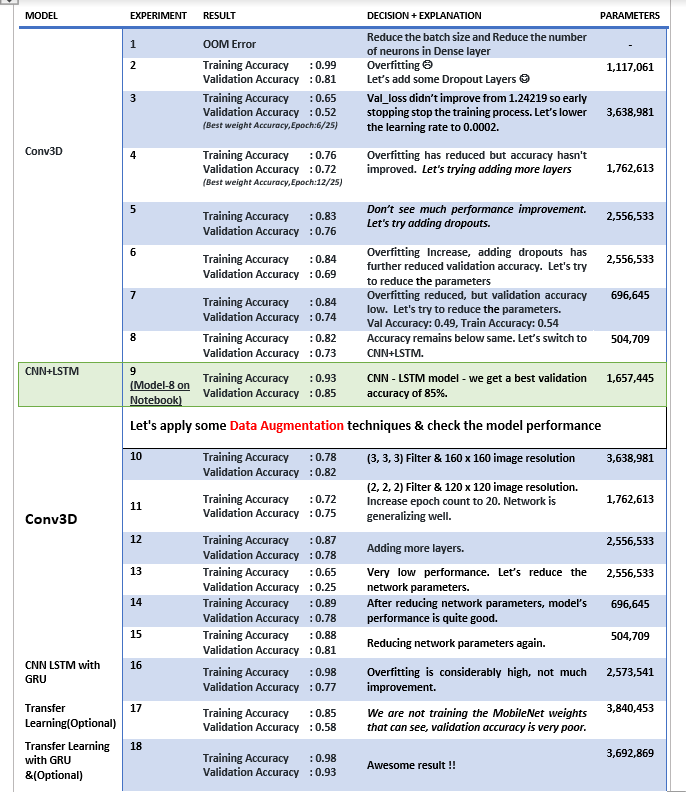 MODEL EXPERIMENT RESULT DECISION + EXPLANATION PARAMETERS
Conv3D
1 OOM Error Reduce the batch size and Reduce the number
of neurons in Dense layer -
2 Training Accuracy : 0.99 Overfitting ☹
Validation Accuracy : 0.81 Let's add some Dropout Layers ☺ 1,117,061
3 Training Accuracy : 0.65 Val_loss didn't improve from 1.24219 so early
Validation Accuracy : 0.52 stopping stop the training process. Let's lower 3,638,981
(Best weight Accuracy,Epoch:6/25) the learning rate to 0.0002.
4 Training Accuracy : 0.76 Overfitting has reduced but accuracy hasn't
Validation Accuracy : 0.72 improved. Let's trying adding more layers 1,762,613
(Best weight Accuracy,Epoch:12/25)
5 Training Accuracy : 0.83 Don't see much performance improvement. 2,556,533
Validation Accuracy : 0.76 Let's try adding dropouts.
6 Training Accuracy : 0.84 Overfitting Increase, adding dropouts has 2,556,533
Validation Accuracy : 0.69 further reduced validation accuracy. Let's try
to reduce the parameters
7 Training Accuracy : 0.84 Overfitting reduced, but validation accuracy 696,645
Validation Accuracy : 0.74 low. Let's try to reduce the parameters.
Val Accuracy: 0.49, Train Accuracy: 0.54
8 Training Accuracy : 0.82 Accuracy remains below same. Let's switch to 504,709
Validation Accuracy : 0.73 CNN+LSTM.
CNN+LSTM 9
(Model-8 on Training Accuracy : 0.93 CNN - LSTM model - we get a best validation 1,657,445
Notebook) Validation Accuracy : 0.85 accuracy of 85%.
Let's apply some Data Augmentation techniques & check the model performance
Conv3D
10 Training Accuracy : 0.78 (3, 3, 3) Filter & 160 x 160 image resolution 3,638,981
Validation Accuracy : 0.82
11 Training Accuracy : 0.72 (2, 2, 2) Filter & 120 x 120 image resolution. 1,762,613
Validation Accuracy : 0.75 Increase epoch count to 20. Network is
generalizing well.
12 Training Accuracy : 0.87 Adding more layers. 2,556,533
Validation Accuracy : 0.78
13 Training Accuracy : 0.65 Very low performance. Let's reduce the 2,556,533
Validation Accuracy : 0.25 network parameters.
14 Training Accuracy : 0.89 After reducing network parameters, model's 696,645
Validation Accuracy : 0.78 performance is quite good.
15 Training Accuracy : 0.88 Reducing network parameters again. 504,709
Validation Accuracy : 0.81
CNN LSTM with 16 Training Accuracy : 0.98 Overfitting is considerably high, not much 2,573,541
GRU Validation Accuracy : 0.77 improvement.
Transfer 17 Training Accuracy : 0.85 We are not training the MobileNet weights 3,840,453
Learning(Optional) Validation Accuracy : 0.58 that can see, validation accuracy is very poor.
Transfer Learning 18
with GRU Training Accuracy : 0.98 Awesome result !! 3,692,869
&(Optional) Validation Accuracy : 0.93